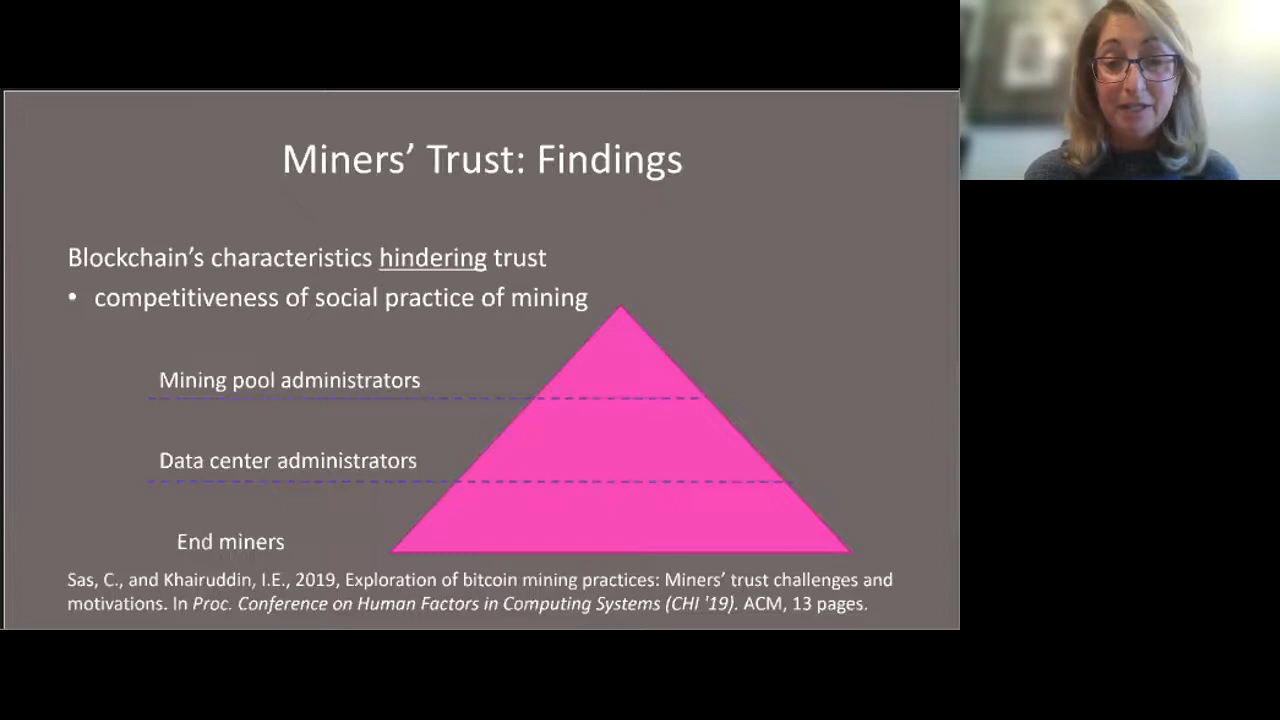 Miners’ Trust: Findings
Blockchain’s characteristics hindering trust
• competitiveness of social practice of mining
Mining pool administrators
Data center administrators
End miners
Sas, C., and Khairuddin, I.E., 2019, Exploration of bitcoin mining practices: Miners’ trust challenges and
motivations. In Proc. Conference on Human Factors in Computing Systems (CHI '19). ACM, 13 pages.